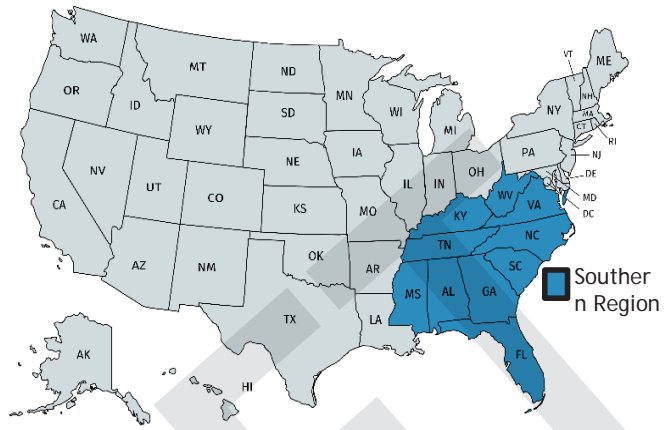 WA
MT
ND
MN
VT
ME
OR
ID
SD
WI
NH
NY
MA
WY
MI
CT
RI
IA
PA
NJ
NE
NV
IL
IN
OH
DE
UT
CO
WV
MD
CA
KS
MO
KY
VA
DC
NC
TN
OK
AZ
NM
AR
SC
MS
AL
GA
Souther
n Region
TX
LA
AK
FL
HI